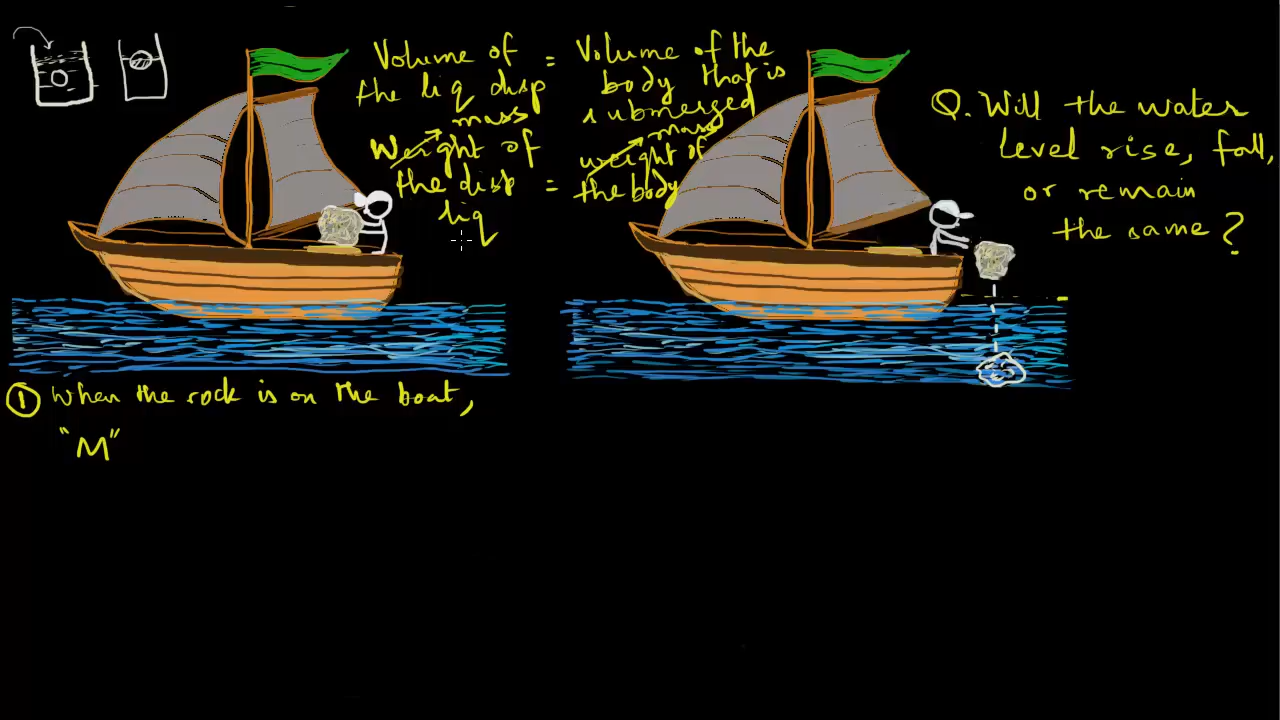 Volume of
the liq disp
= Volume of the
body that is
submerged
mass
Weight of
the disp
liq
=
mass
weight of
the body
Q. Will the water
level rise, fall,
or remain
the same?
① When the rock is on the boat,
"M"